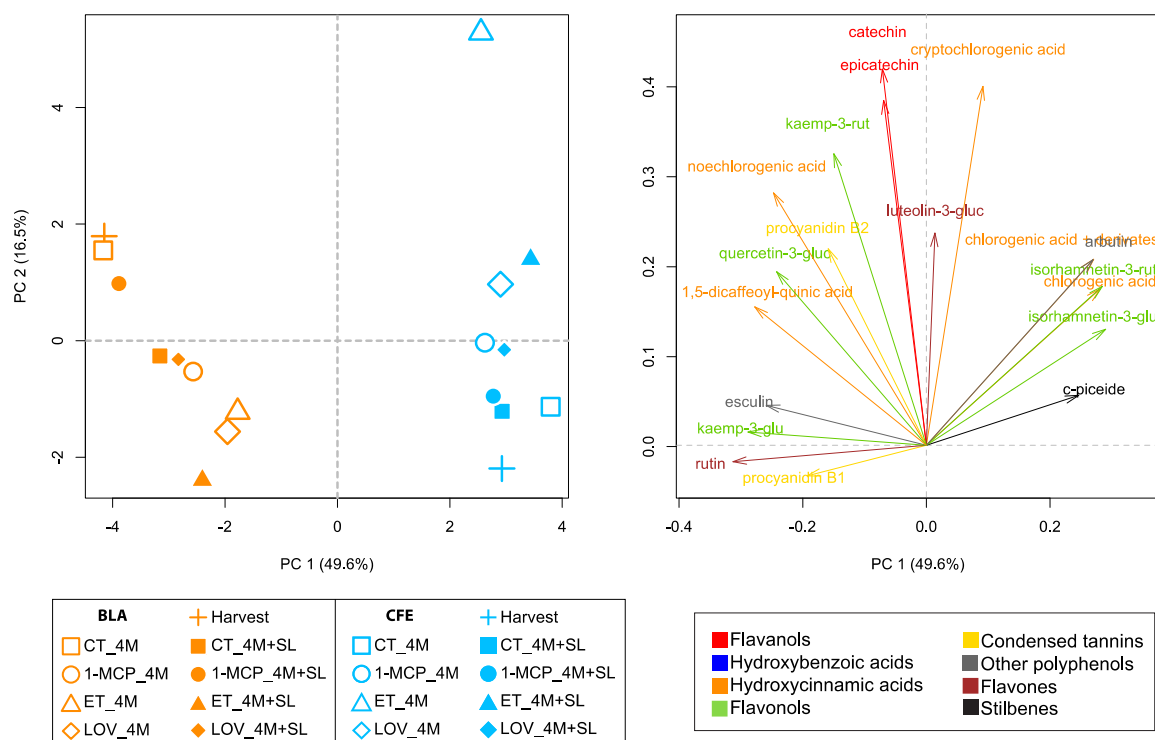 catechin
cryptochlorogenic acid
epicatechin
kaemp-3-rut
noechlorogenic acid
luteolin-3-gluc
procyanidin B2
quercetin-3-gluc
chlorogenic acid + derivates
arbutin
isorhamnetin-3-rut
chlorogenic acid
1,5-dicaffeoyl-quinic acid
isorhamnetin-3-glu
c-piceide
esculin
kaemp-3-glu
rutin
procyanidin B1
PC 2 (16.5%)
4
2
0
-2
-4
-2
0
2
4
PC 1 (49.6%)
0.4
0.3
0.2
0.1
0.0
-0.4
-0.2
0.0
0.2
PC 1 (49.6%)
BLA
Harvest
CT_4M
CT_4M+SL
1-MCP_4M
1-MCP_4M+SL
ET_4M
ET_4M+SL
LOV_4M
LOV_4M+SL
CFE
Harvest
CT_4M
CT_4M+SL
1-MCP_4M
1-MCP_4M+SL
ET_4M
ET_4M+SL
LOV_4M
LOV_4M+SL
Flavanols
Hydroxybenzoic acids
Hydroxycinnamic acids
Flavonols
Condensed tannins
Other polyphenols
Flavones
Stilbenes